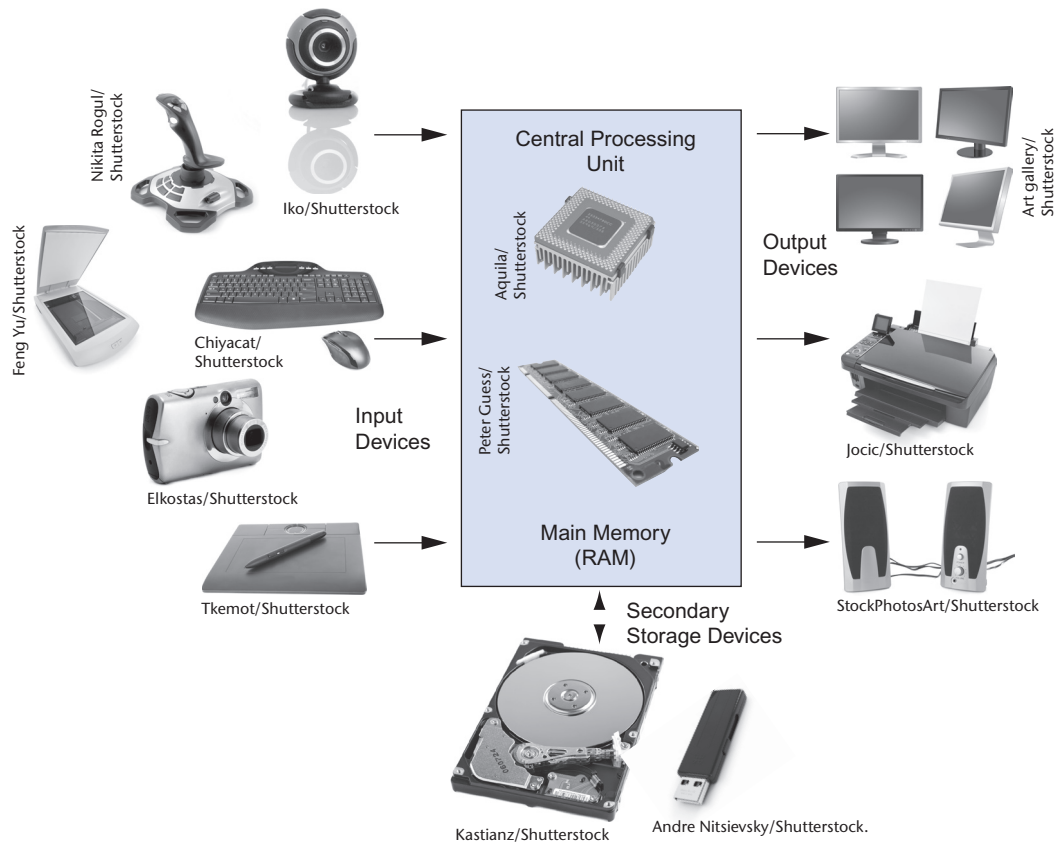 Nikita Rogul/
Shutterstock
Iko/Shutterstock
Feng Yu/Shutterstock
Chiyacat/
Shutterstock
Input
Devices
Elkostas/Shutterstock
Tkemot/Shutterstock
Central Processing
Unit
Aquila/
Shutterstock
Peter Guess/
Shutterstock
Main Memory
(RAM)
Output
Devices
Art gallery/
Shutterstock
Jocic/Shutterstock
StockPhotosArt/Shutterstock
Secondary
Storage Devices
080724
Kastianz/Shutterstock
Andre Nitsievsky/Shutterstock.